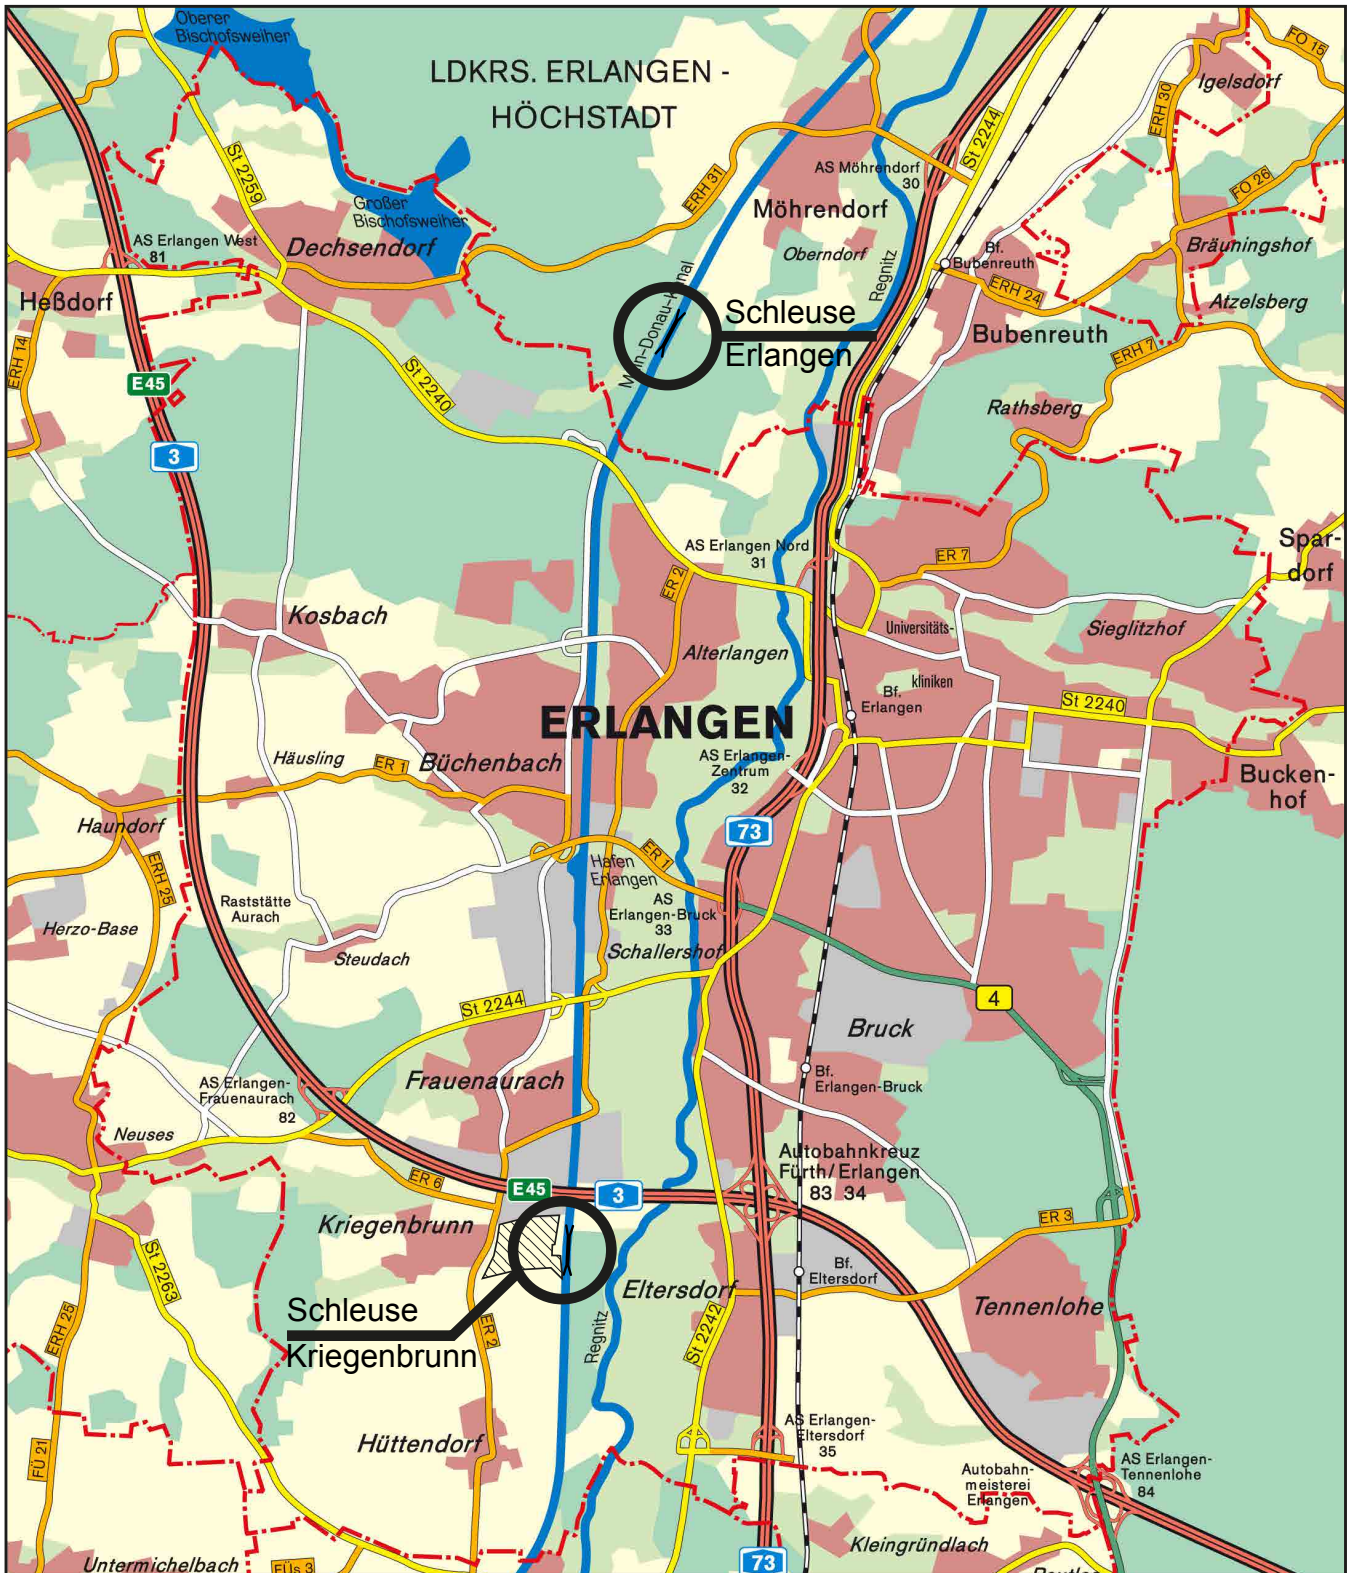 Oberer
Bischofsweiher
LDKRS. ERLANGEN -
HÖCHSTADT
FO 15
Igelsdorf
ERH 30
St 2244
St 2259
AS Möhrendorf
30
ERH 31
FO 26
Großer
Bischofsweiher
Möhrendorf
AS Erlangen West
81
Dechsendorf
Oberndorf
Regnitz
Bf.
Bubenreuth
Bräuningshof
ERH 24
Heßdorf
Main-Donau-Kanal
Schleuse
Erlangen
Atzelsberg
Bubenreuth
ERH 14
ERH 7
E45
St 2240
Rathsberg
3
AS Erlangen Nord
31
ER 7
Spar-
dorf
ER 2
Kosbach
Universitäts-
kliniken
Sieglitzhof
Alterlangen
Bf.
Erlangen
St 2240
ERLANGEN
Häusling
ER 1
Büchenbach
AS Erlangen-
Zentrum
32
Bucken-
hof
Haundorf
73
ERH 25
Hafen
Erlangen
ER 1
Raststätte
Aurach
AS
Erlangen-Bruck
33
Herzo-Base
Steudach
Schallershof
St 2244
4
Bruck
AS Erlangen-
Frauenaurach
82
Frauenaurach
Bf.
Erlangen-Bruck
Neuses
Autobahnkreuz
Fürth/Erlangen
83 34
ER 6
E45
3
Kriegenbrunn
ER 3
St 2263
Bf.
Eltersdorf
Eltersdorf
Tennenlohe
Schleuse
Kriegenbrunn
ERH 25
ER 2
Regnitz
St 2242
Hüttendorf
AS Erlangen-
Eltersdorf
35
FÜ 21
Autobahn-
meisterei
Erlangen
AS Erlangen-
Tennenlohe
84
Kleingründlach
Untermichelbach
FÜs 3
73